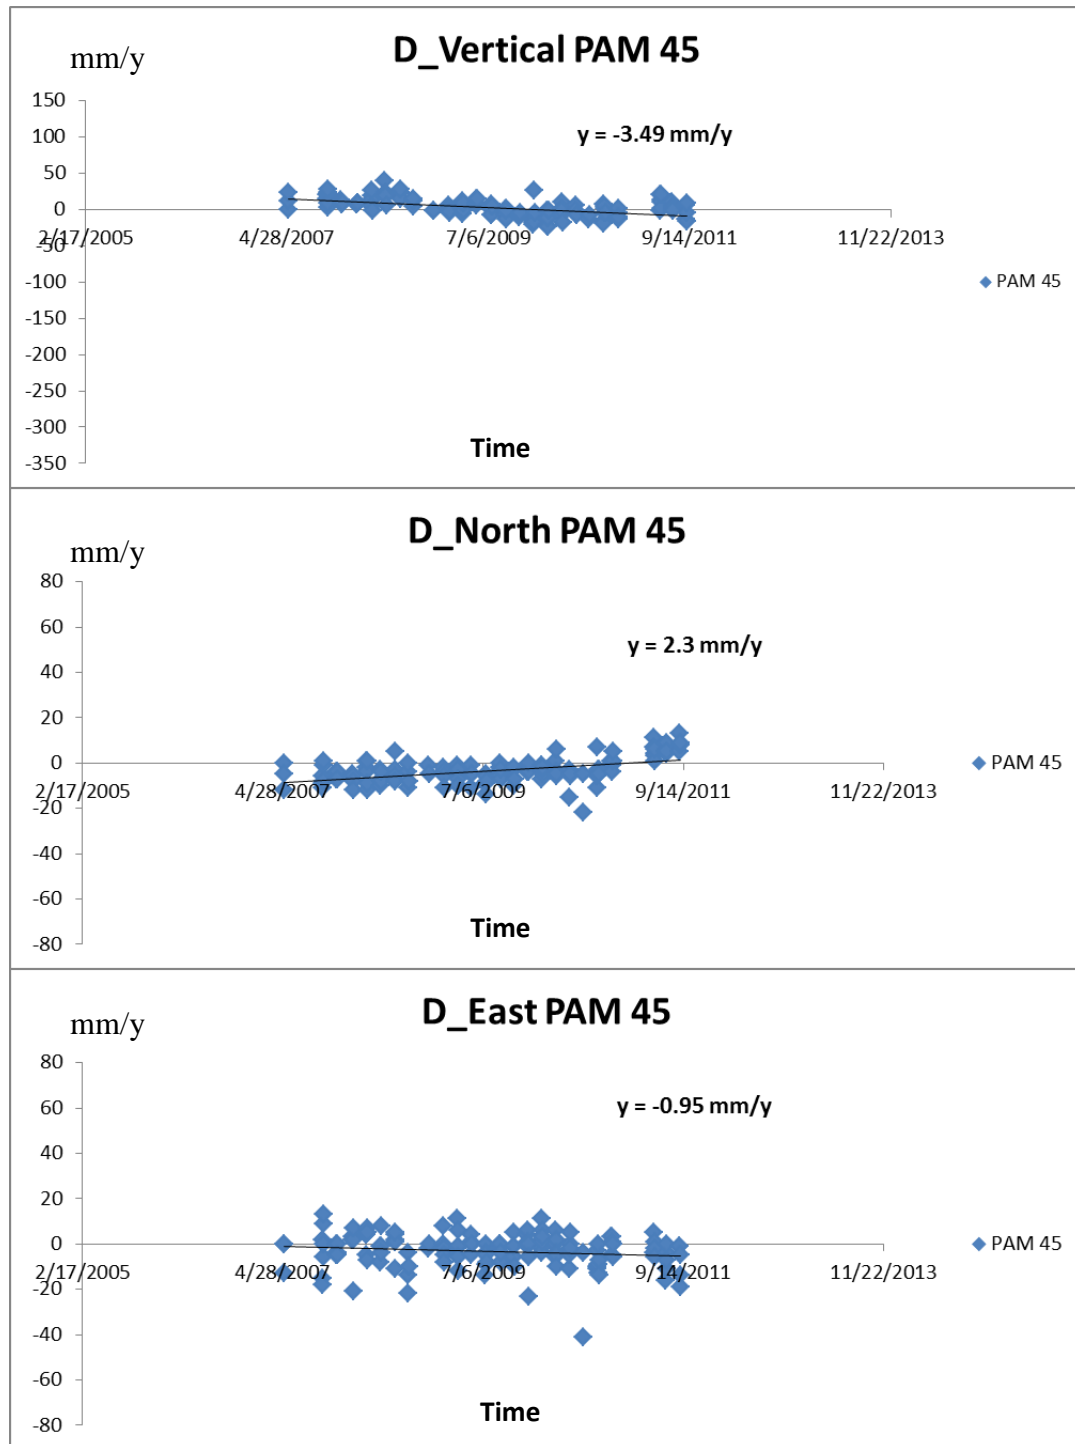 D_Vertical PAM 45
mm/y
150
y = -3.49 mm/y
100
50
0
2/17/2005 4/28/2007 7/6/2009 9/14/2011 11/22/2013
-50
-100
PAM 45
-150
-200
-250
-300
-350
Time
D_North PAM 45
mm/y
80
60
y = 2.3 mm/y
40
20
0
PAM 45
2/17/2005 4/28/2007 7/6/2009 9/14/2011 11/22/2013
-20
-40
-60
-80
Time
D_East PAM 45
mm/y
80
60
y = -0.95 mm/y
40
20
0
PAM 45
2/17/2005 4/28/2007 7/6/2009 9/14/2011 11/22/2013
-20
-40
-60
-80
Time